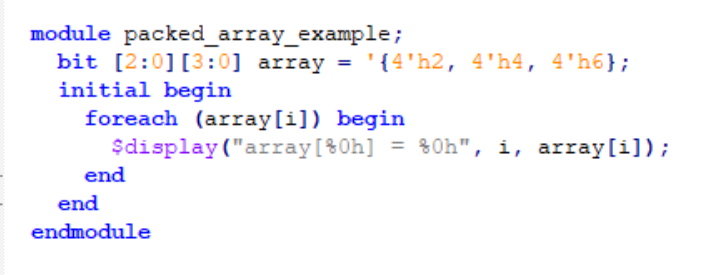 module packed_array_example;
bit [2:0][3:0] array = '{4'h2, 4'h4, 4'h6};
initial begin
foreach (array[i]) begin
$display("array[%0h] = %0h", i, array[i]);
end
end
endmodule